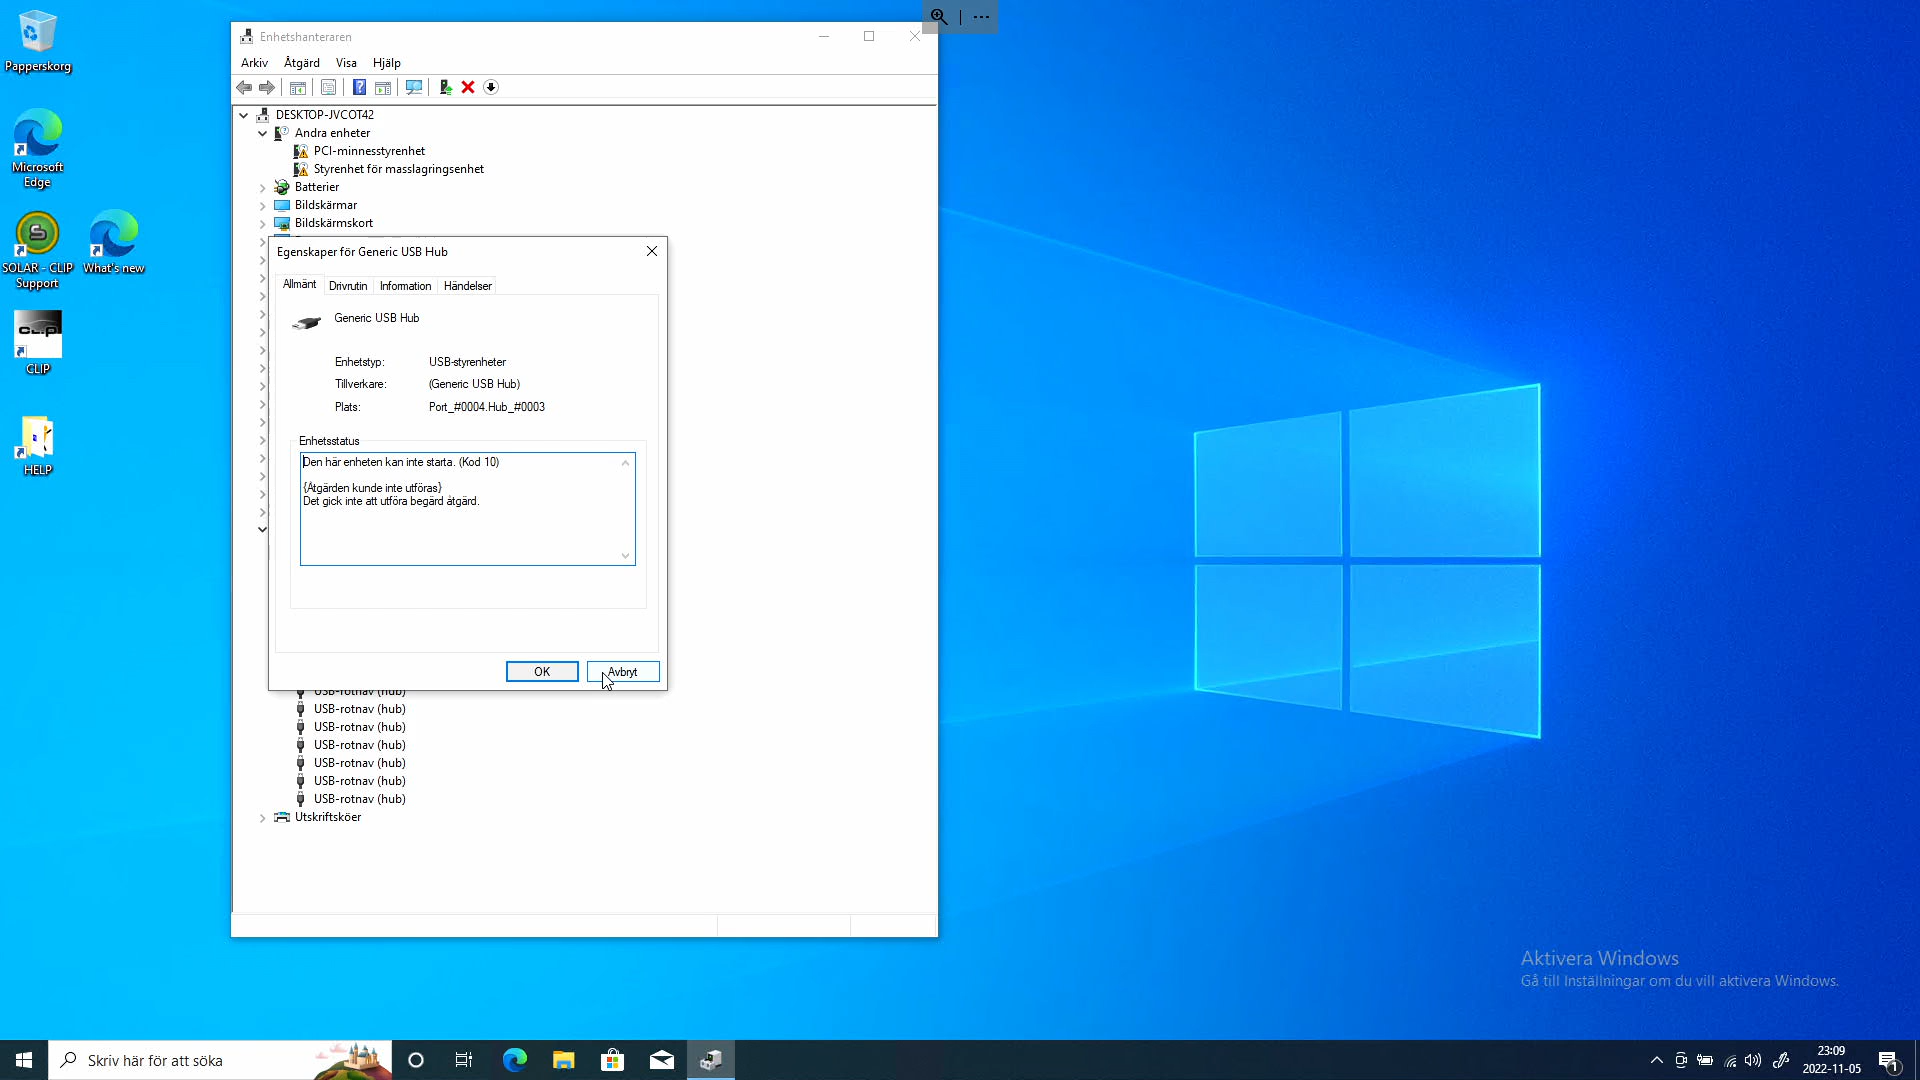 Papperskorg
Microsoft
Edge
SOLAR - CLIP
Support
What's new
CLIP
CLIP
HELP
Enhetshanteraren
Arkiv Åtgärd Visa Hjälp
DESKTOP-JVCOT42
Andra enheter
PCI-minnesstyrenhet
Styrenhet för masslagringsenhet
Batterier
Bildskärmar
Bildskärmskort
Egenskaper för Generic USB Hub
Allmänt Drivrutin Information Händelser
Generic USB Hub
Enhetstyp: USB-styrenheter
Tillverkare: (Generic USB Hub)
Plats: Port_#0004.Hub_#0003
Enhetsstatus
Den här enheten kan inte starta. (Kod 10)
{Åtgärden kunde inte utföras}
Det gick inte att utföra begärd åtgärd.
OK Avbryt
USB-rotnav (hub)
USB-rotnav (hub)
USB-rotnav (hub)
USB-rotnav (hub)
USB-rotnav (hub)
USB-rotnav (hub)
USB-rotnav (hub)
Utskriftsköer
Aktivera Windows
Gå till Inställningar om du vill aktivera Windows.
Skriv här för att söka
23:09
2022-11-05
1